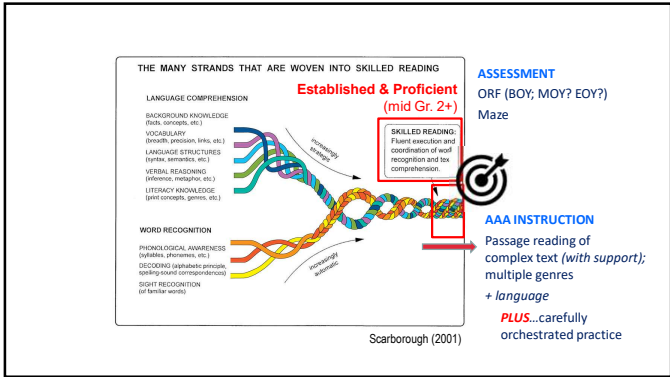 THE MANY STRANDS THAT ARE WOVEN INTO SKILLED READING
Established & Proficient
(mid Gr. 2+)
LANGUAGE COMPREHENSION
BACKGROUND KNOWLEDGE
(facts, concepts, etc.)
VOCABULARY
(breadth, precision, links, etc.)
LANGUAGE STRUCTURES
(syntax, semantics, etc.)
VERBAL REASONING
(inference, metaphor, etc.)
LITERACY KNOWLEDGE
(print concepts, genres, etc.)
increasingly
strategic
SKILLED READING:
Fluent execution and
coordination of word
recognition and tex
comprehension.
WORD RECOGNITION
PHONOLOGICAL AWARENESS
(syllables, phonemes, etc.)
DECODING (alphabetic principle,
spelling-sound correspondences)
SIGHT RECOGNITION
(of familiar words)
increasingly
automatic
Scarborough (2001)
ASSESSMENT
ORF (BOY; MOY? EOY?)
Maze
AAA INSTRUCTION
Passage reading of
complex text (with support);
multiple genres
+ language
PLUS…carefully
orchestrated practice